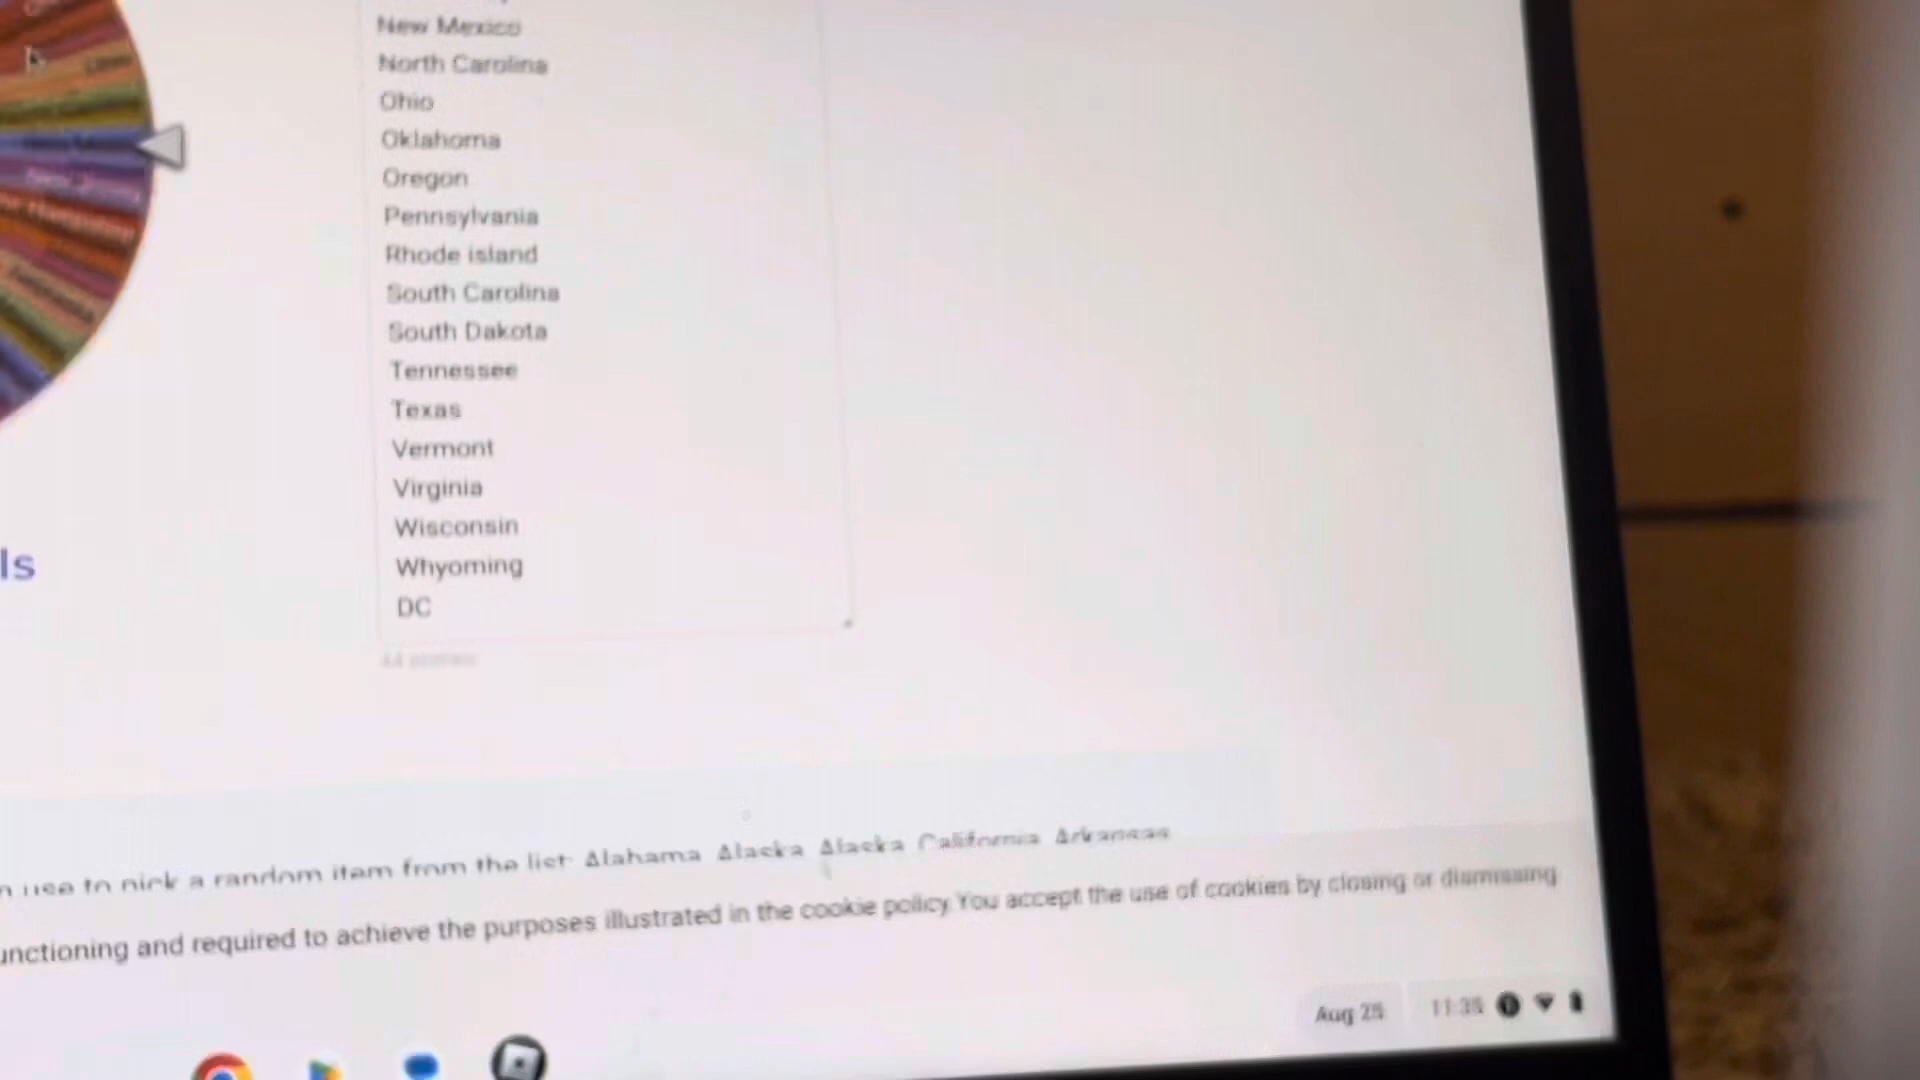 New Mexico
North Carolina
Ohio
Oklahoma
Oregon
Pennsylvania
Rhode island
South Carolina
South Dakota
Tennessee
Texas
Vermont
Virginia
Wisconsin
Whyoming
DC
ls
use to pick a random item from the list: Alabama Alaska Alaska California Arkansas
unctioning and required to achieve the purposes illustrated in the cookie policy. You accept the use of cookies by closing or dismissing
Aug 25 11:35